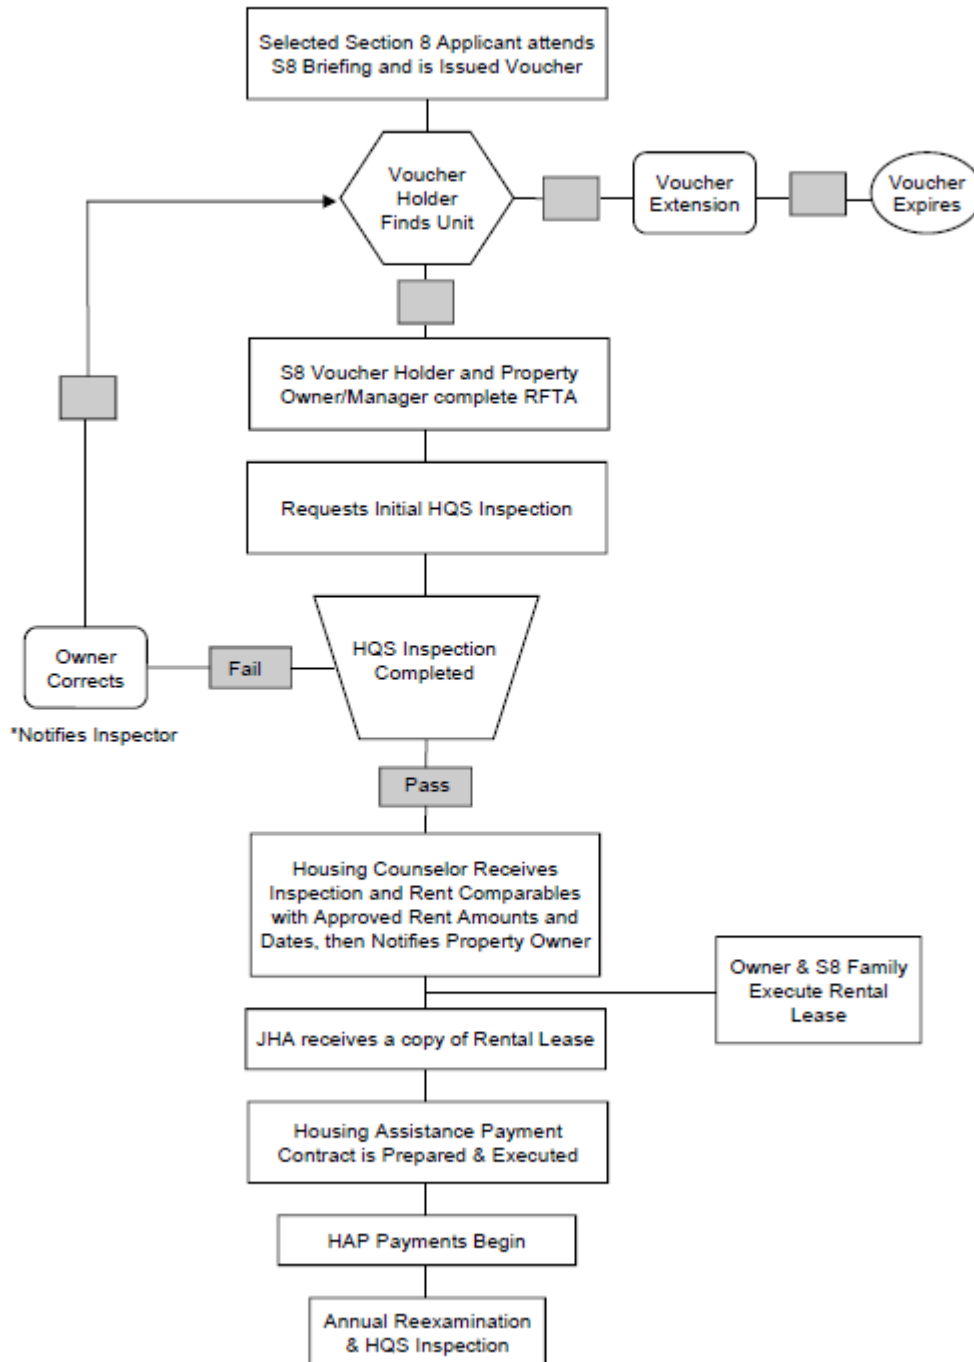 Selected Section 8 Applicant attends
S8 Briefing and is Issued Voucher
Voucher
Holder
Finds Unit
Voucher
Extension
Voucher
Expires
S8 Voucher Holder and Property
Owner/Manager complete RFTA
Requests Initial HQS Inspection
HQS Inspection
Completed
Fail
Owner
Corrects
*Notifies Inspector
Pass
Housing Counselor Receives
Inspection and Rent Comparables
with Approved Rent Amounts and
Dates, then Notifies Property Owner
Owner & S8 Family
Execute Rental
Lease
JHA receives a copy of Rental Lease
Housing Assistance Payment
Contract is Prepared & Executed
HAP Payments Begin
Annual Reexamination
& HQS Inspection